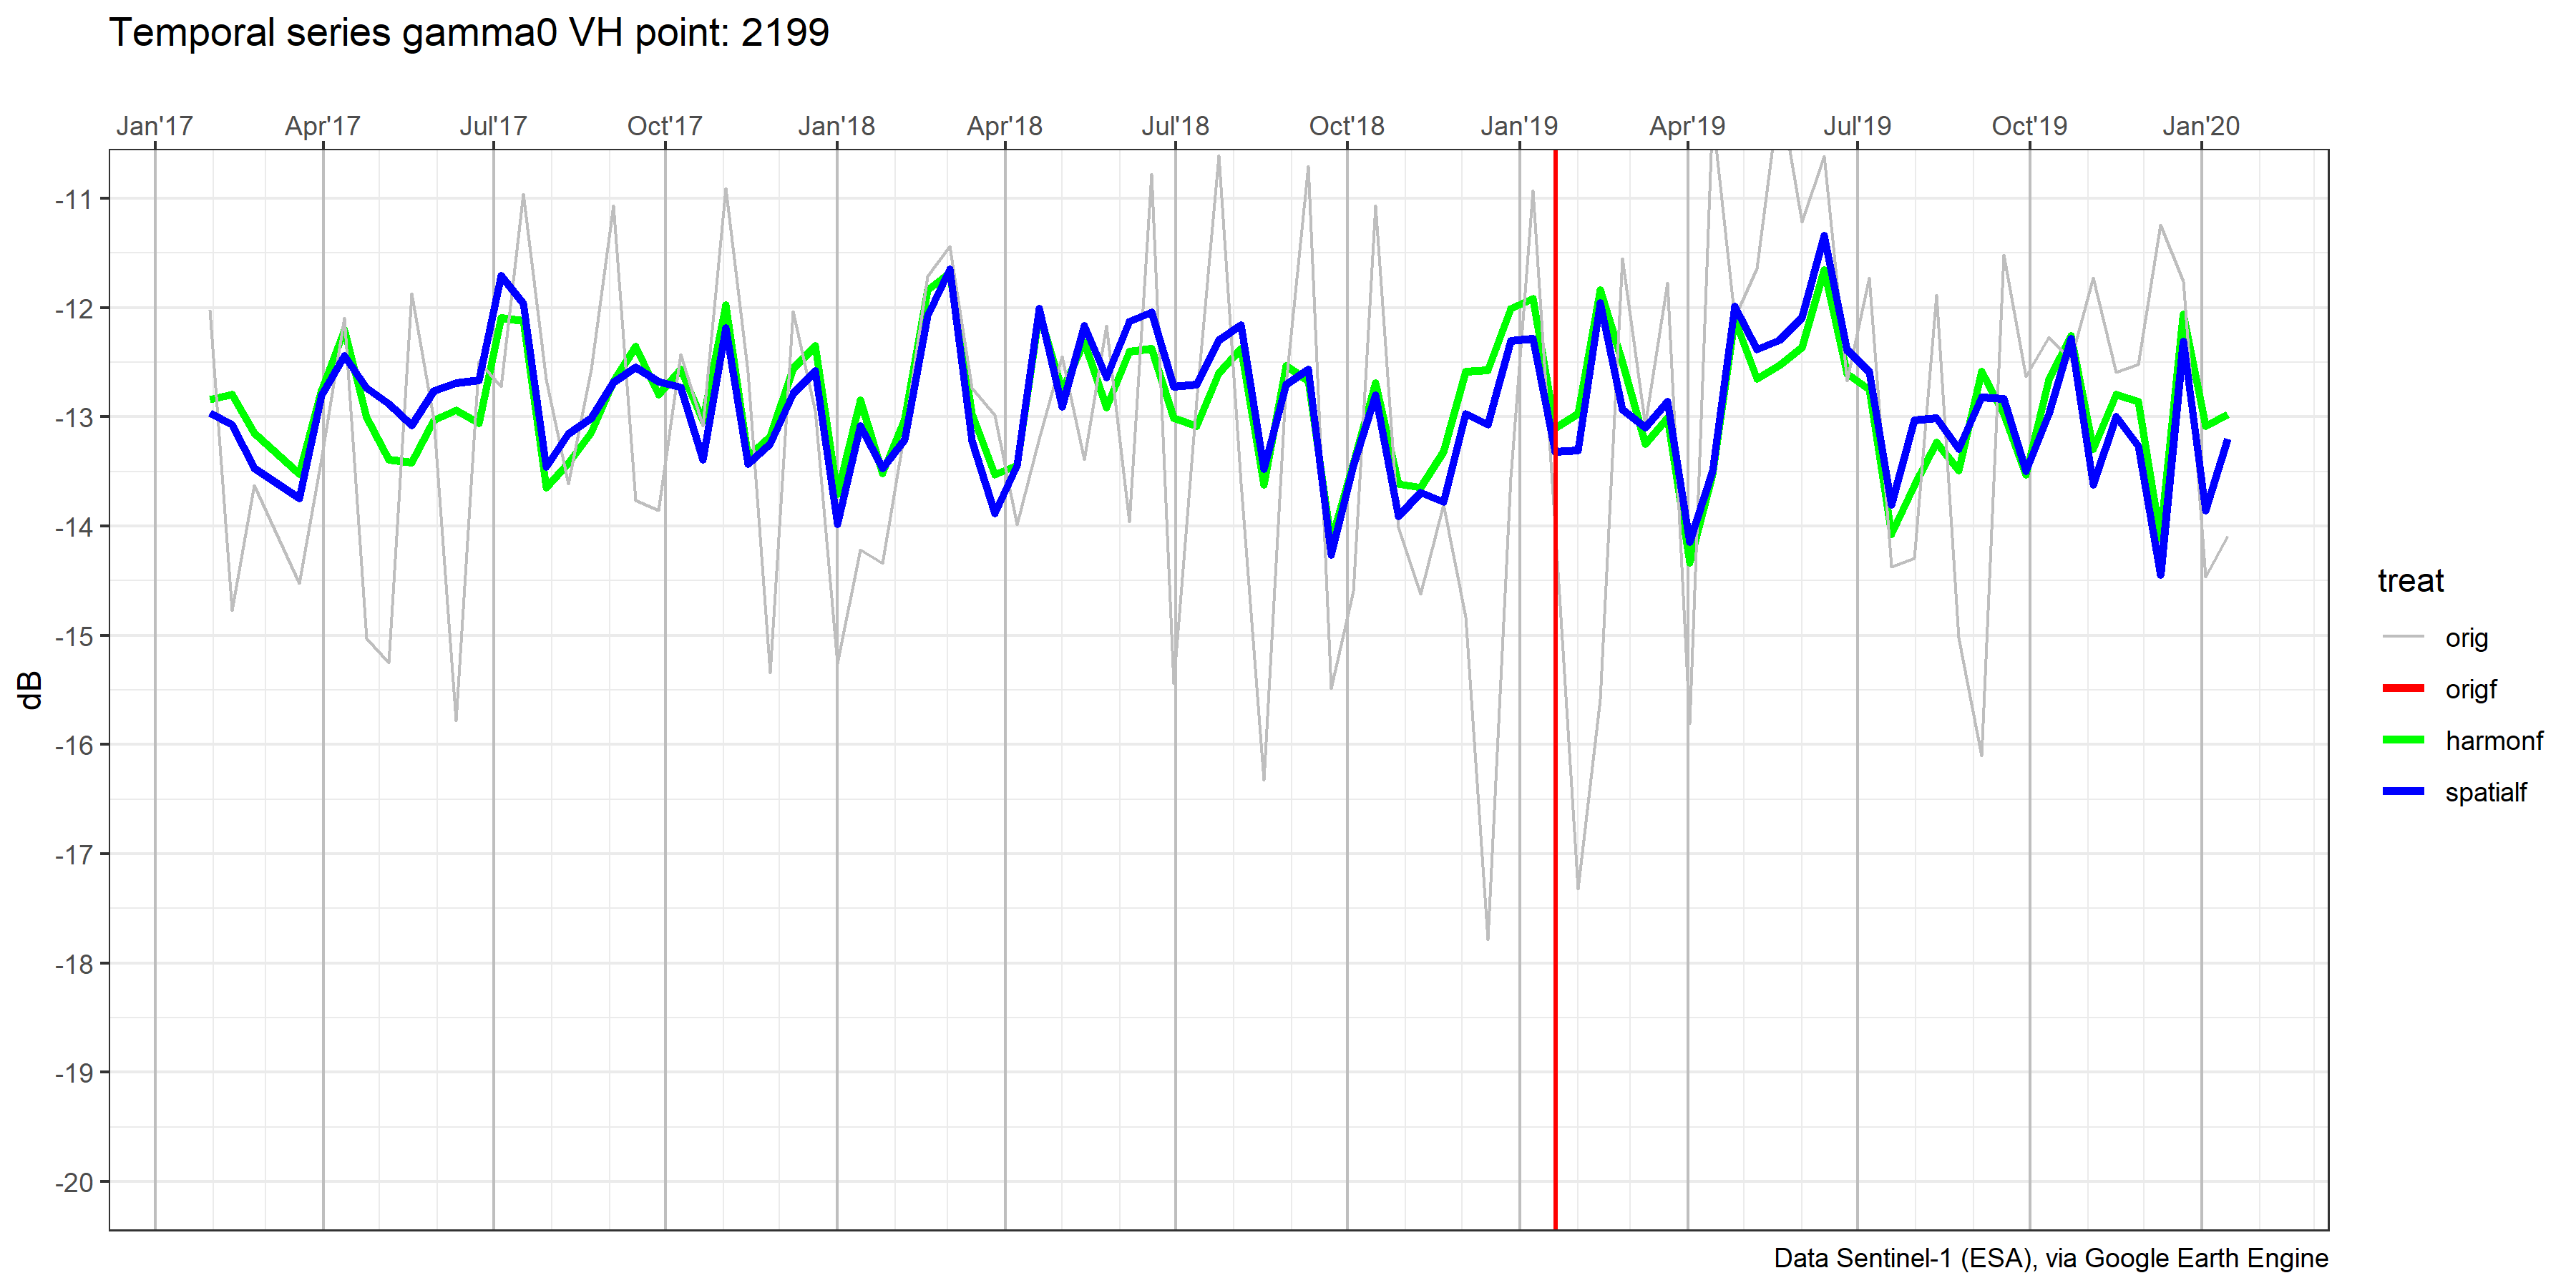 Temporal series gamma0 VH point: 2199
Jan'17 Apr'17 Jul'17 Oct'17 Jan'18 Apr'18 Jul'18 Oct'18 Jan'19 Apr'19 Jul'19 Oct'19 Jan'20
-11
-12
-13
-14
-15
-16
-17
-18
-19
-20
dB
treat
orig
origf
harmonf
spatialf
Data Sentinel-1 (ESA), via Google Earth Engine